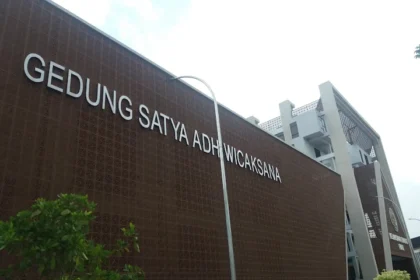 GEDUNG SATYA ADHI WICAKSANA